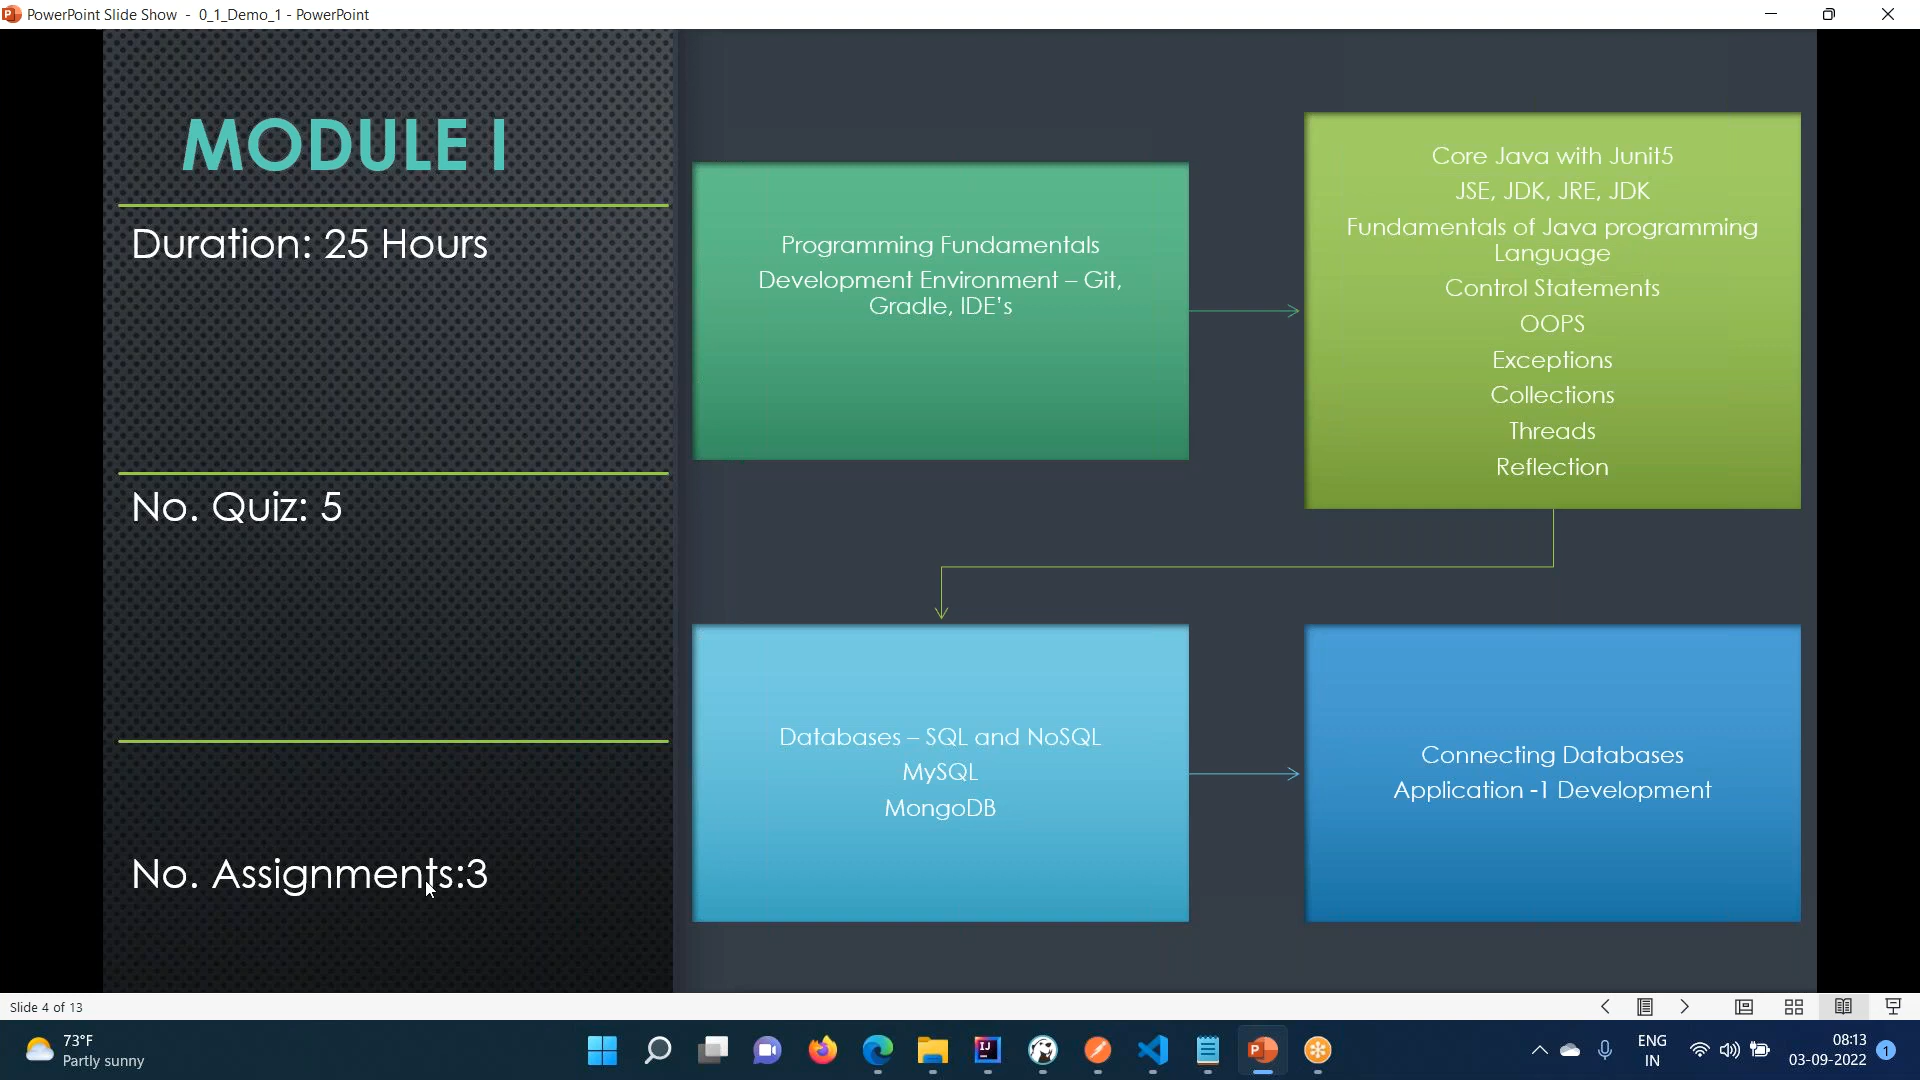 PowerPoint Slide Show - 0_1_Demo_1 - PowerPoint
MODULE I
Duration: 25 Hours
No. Quiz: 5
No. Assignments:3
Programming Fundamentals
Development Environment – Git,
Gradle, IDE's
Core Java with Junit5
JSE, JDK, JRE, JDK
Fundamentals of Java programming
Language
Control Statements
OOPS
Exceptions
Collections
Threads
Reflection
Databases – SQL and NoSQL
MySQL
MongoDB
Connecting Databases
Application -1 Development
Slide 4 of 13
73°F
Partly sunny
ENG
IN
08:13
03-09-2022
1